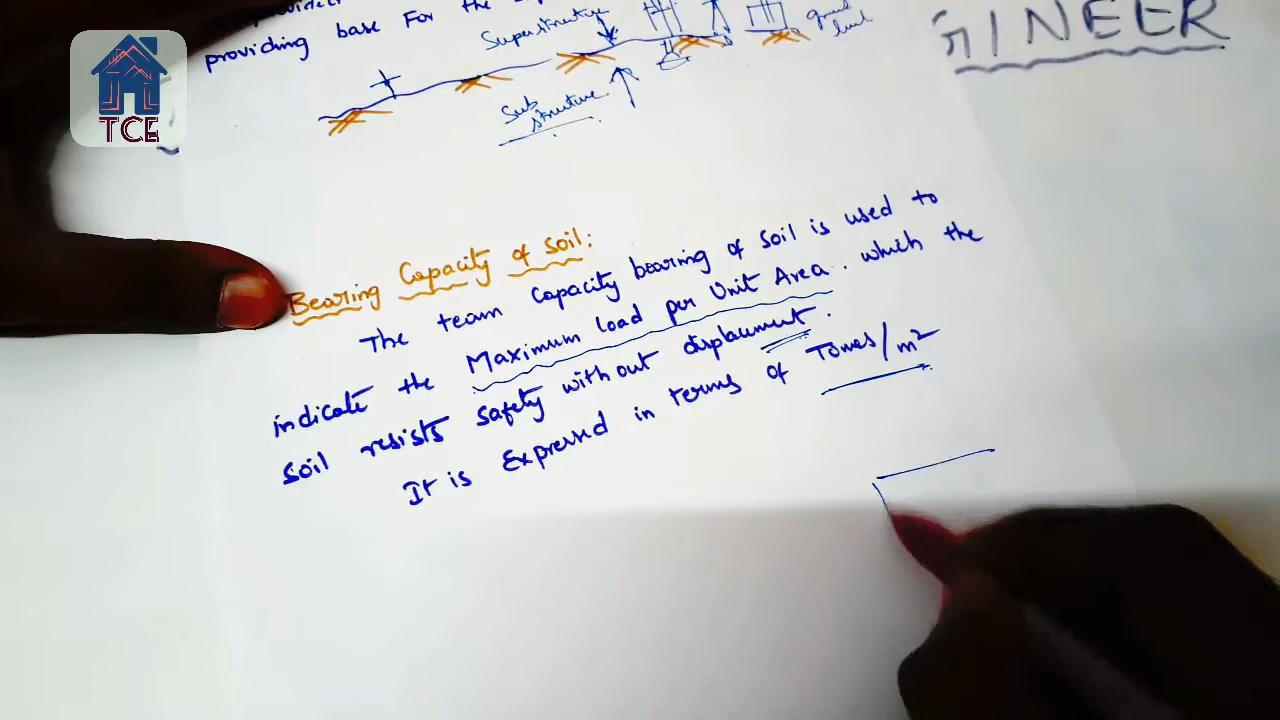 providing base For the
Superstructure
ground level
GINEER
TCE
Sub structure
Bearing Capacity of Soil:
The team Capacity bearing of Soil is used to
indicate the Maximum load per Unit Area. which the
Soil resists safety without displacement.
It is Expressed in terms of Tones/m²